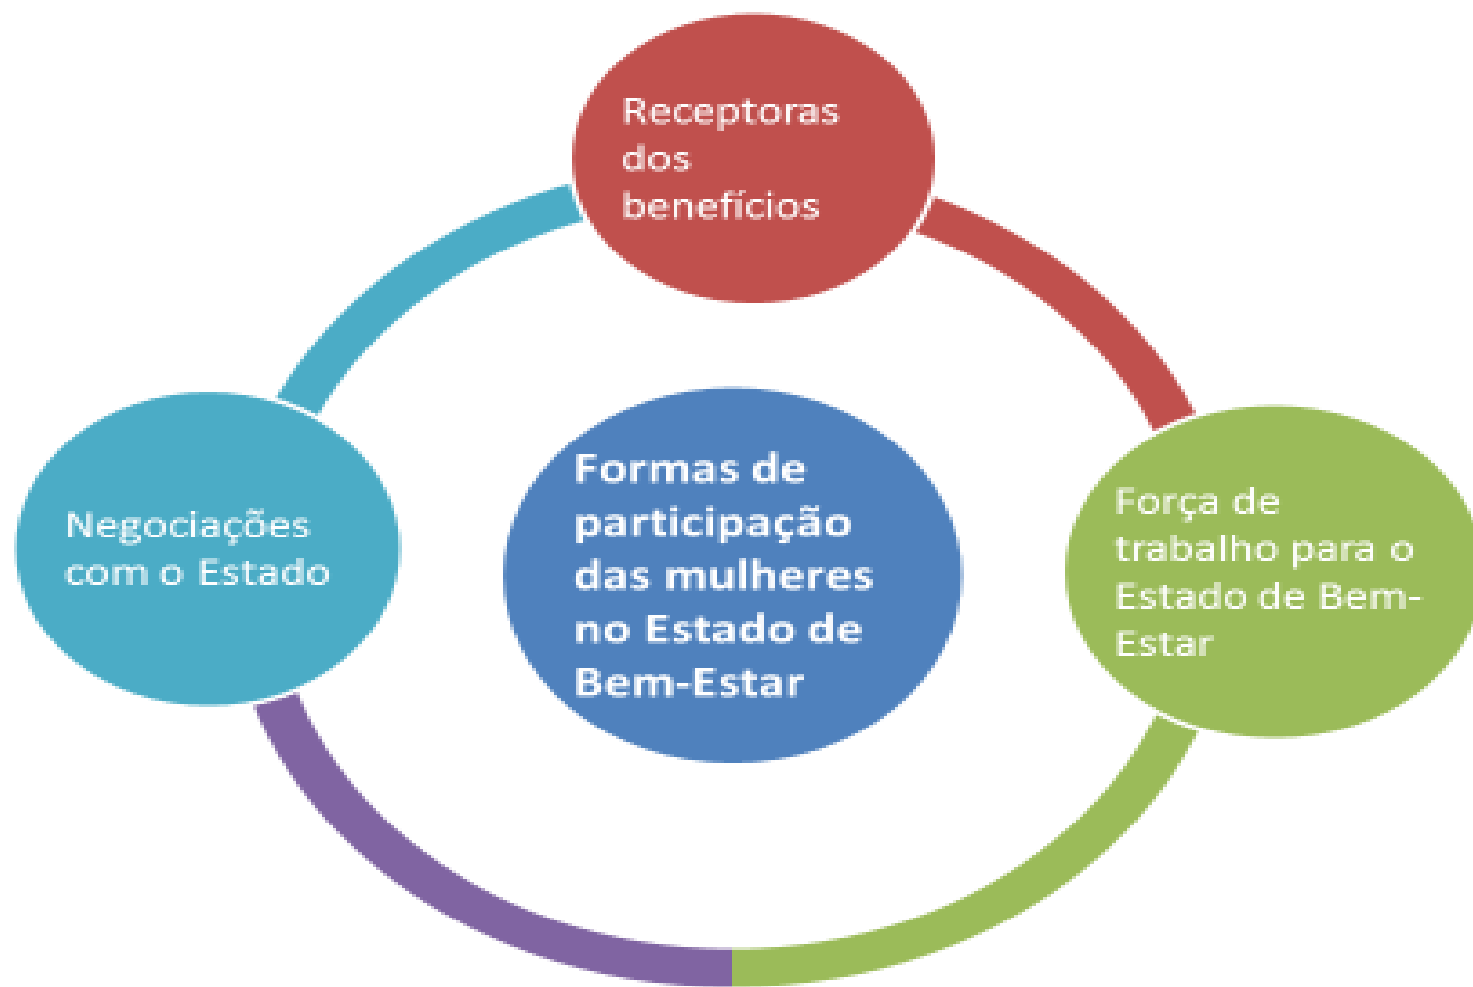 Receptoras
dos
benefícios
Negociações
com o Estado
Formas de
participação
das mulheres
no Estado de
Bem-Estar
Força de
trabalho para o
Estado de Bem-
Estar